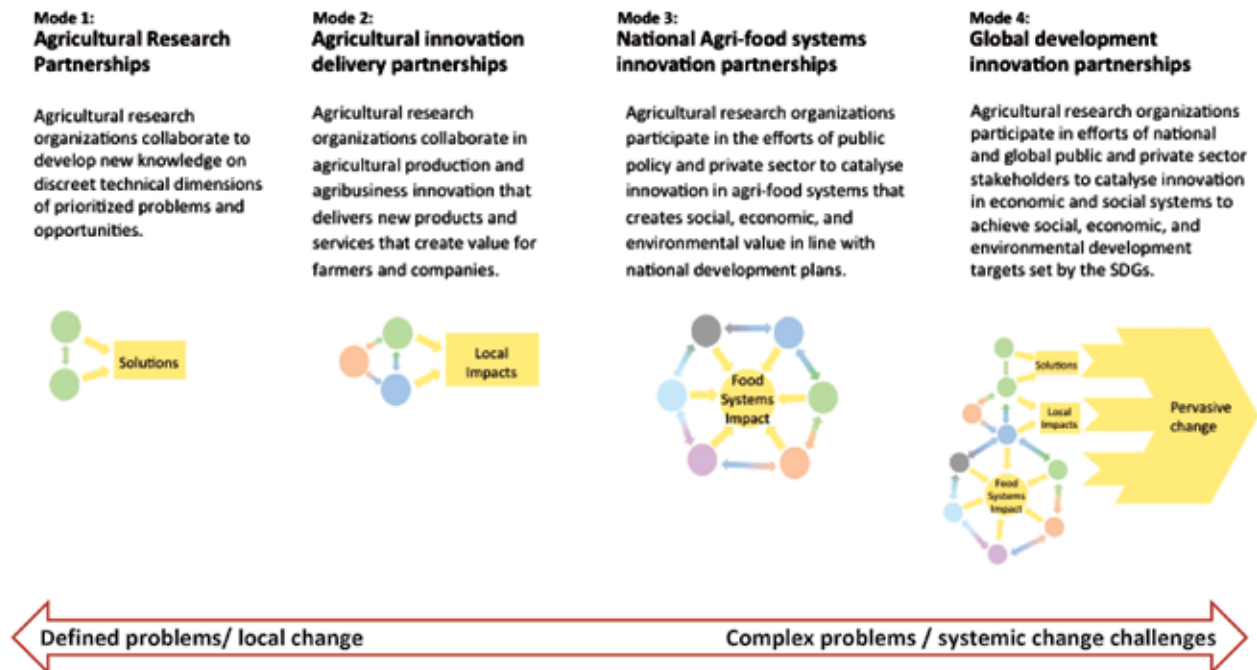 Mode 1:
Agricultural Research
Partnerships
Agricultural research
organizations collaborate to
develop new knowledge on
discreet technical dimensions
of prioritized problems and
opportunities.
Solutions
Mode 2:
Agricultural innovation
delivery partnerships
Agricultural research
organizations collaborate in
agricultural production and
agribusiness innovation that
delivers new products and
services that create value for
farmers and companies.
Local
Impacts
Mode 3:
National Agri-food systems
innovation partnerships
Agricultural research organizations
participate in the efforts of public
policy and private sector to catalyse
innovation in agri-food systems that
creates social, economic, and
environmental value in line with
national development plans.
Food
Systems
Impact
Mode 4:
Global development
innovation partnerships
Agricultural research organizations
participate in efforts of national
and global public and private sector
stakeholders to catalyse innovation
in economic and social systems to
achieve social, economic, and
environmental development
targets set by the SDGs.
Solutions
Local
Impacts
Food
Systems
Impact
Pervasive
change
Defined problems/ local change
Complex problems / systemic change challenges